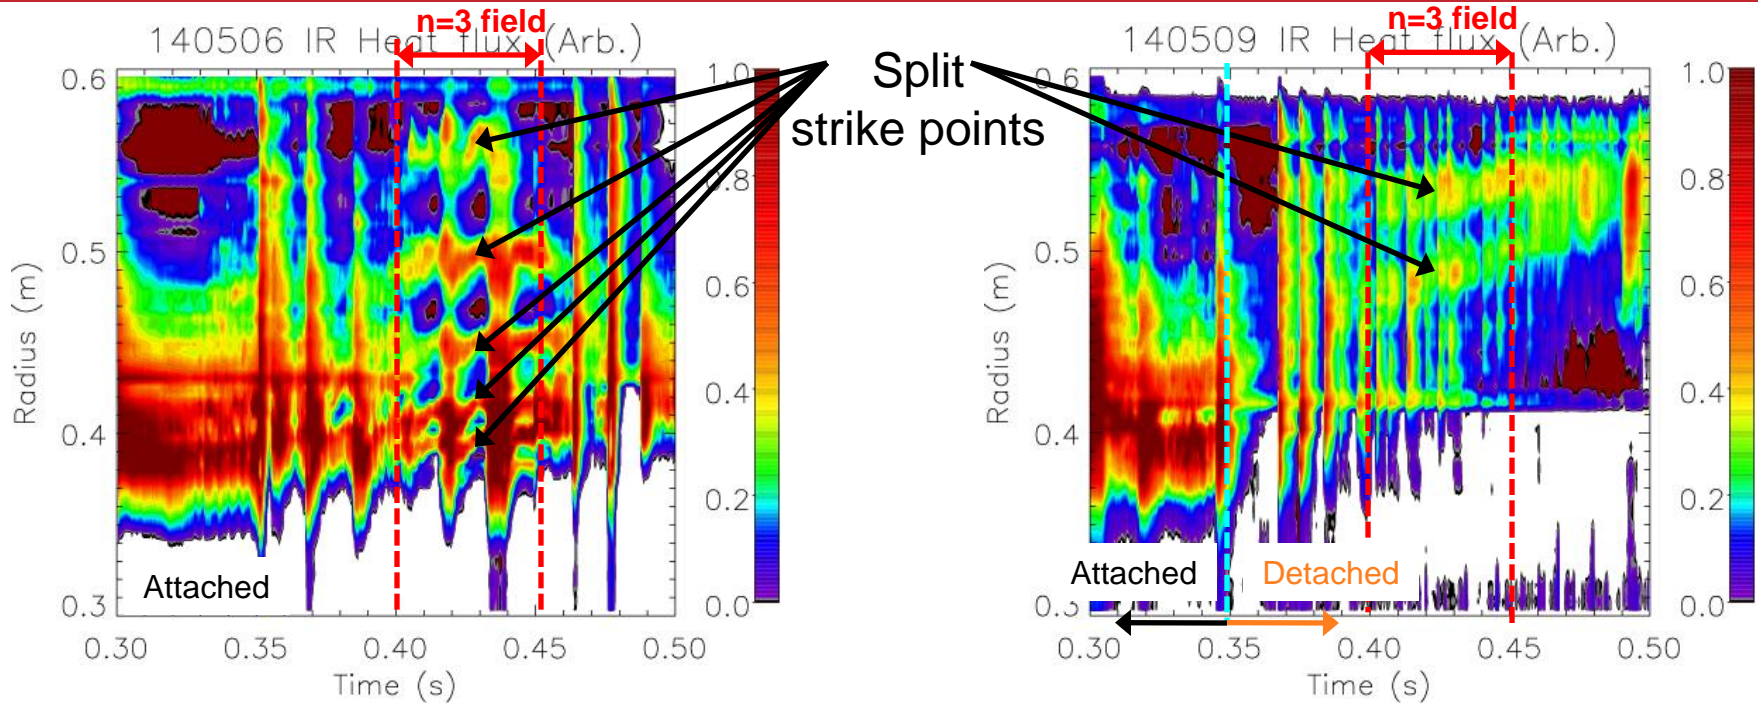 n=3 field
140506 IR Heat flux (Arb.)
0.6
0.5
0.4
0.3
Radius (m)
Attached
0.30
0.35
0.40
0.45
0.50
Time (s)
1.0
0.8
0.6
0.4
0.2
0.0
Split
strike points
n=3 field
140509 IR Heat flux (Arb.)
0.6
0.5
0.4
0.3
Radius (m)
Attached
Detached
0.30
0.35
0.40
0.45
0.50
Time (s)
1.0
0.8
0.6
0.4
0.2
0.0